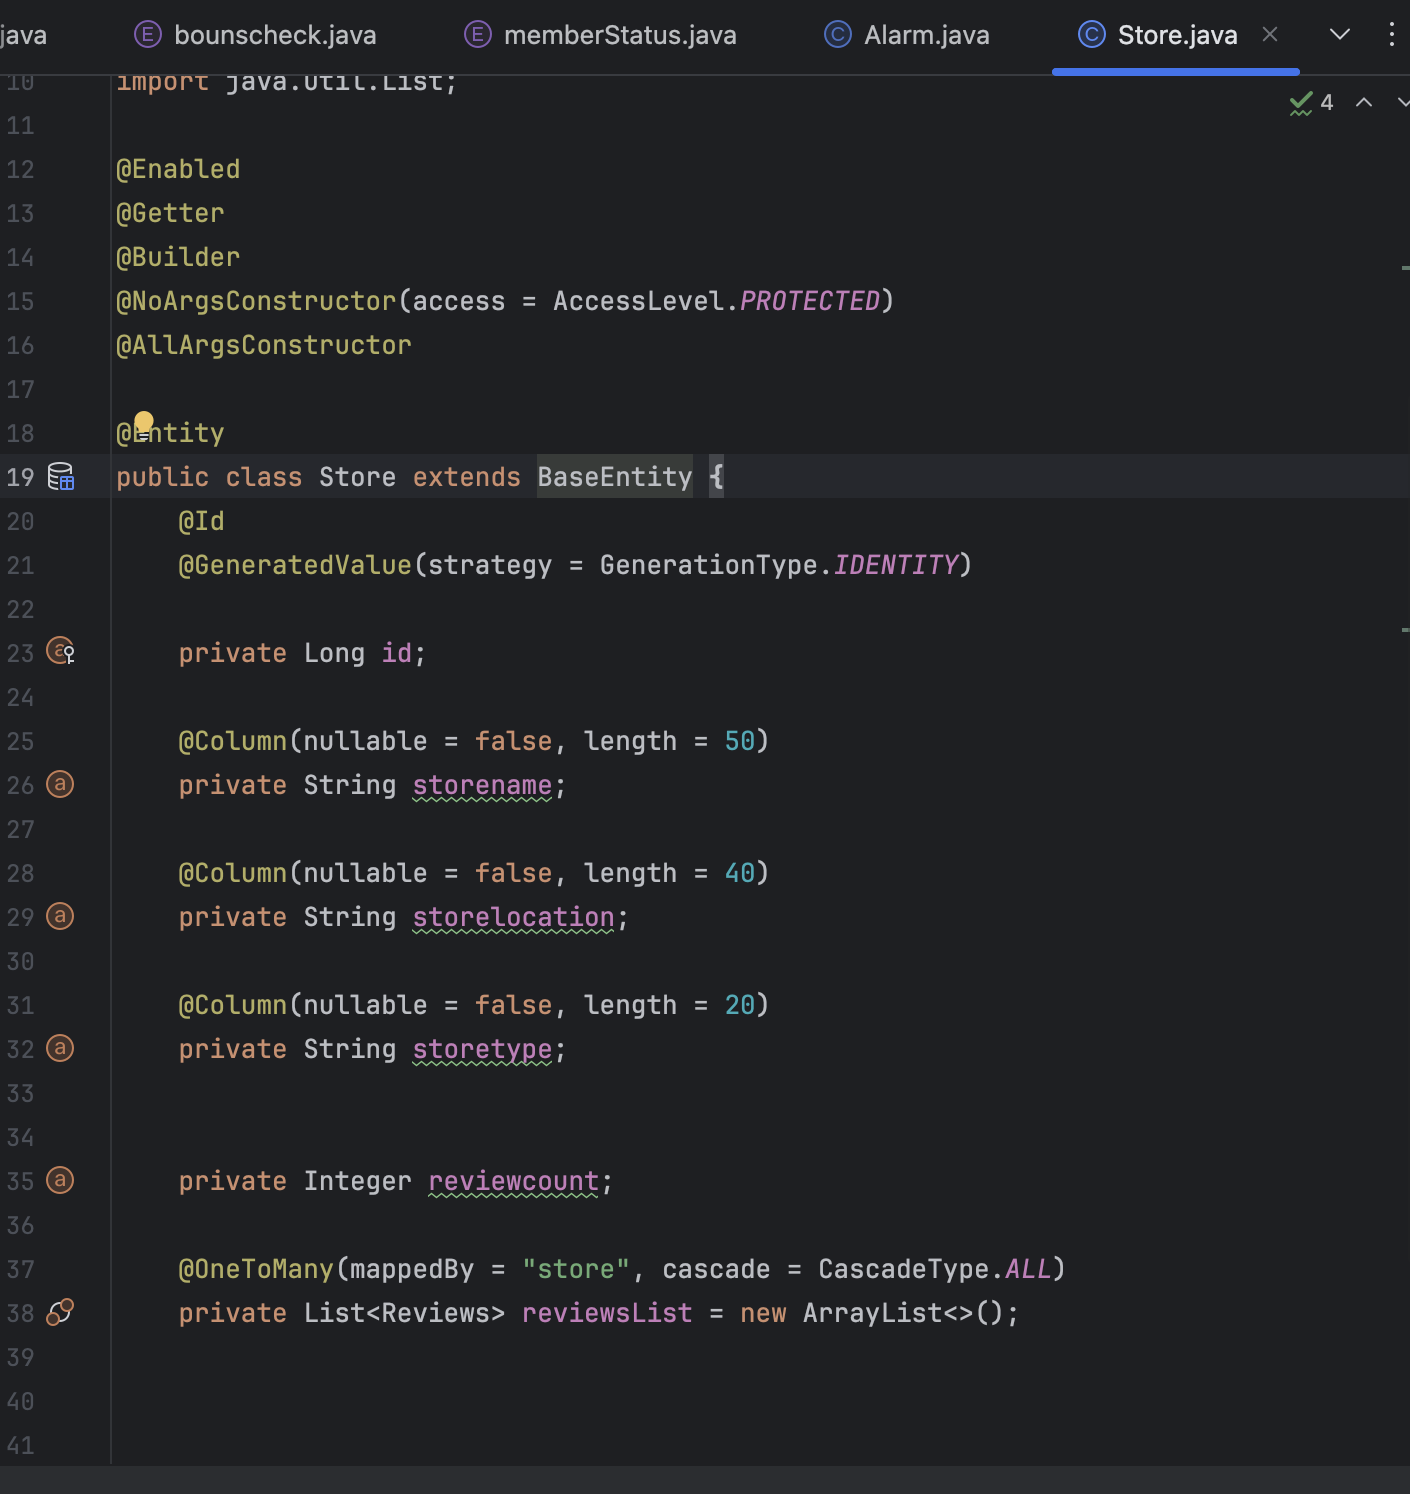 java bounscheck.java memberStatus.java Alarm.java Store.java
10 import java.util.List;
4
11
12 @Enabled
13 @Getter
14 @Builder
15 @NoArgsConstructor(access = AccessLevel.PROTECTED)
16 @AllArgsConstructor
17
18 @Entity
19 public class Store extends BaseEntity {
20 @Id
21 @GeneratedValue(strategy = GenerationType.IDENTITY)
22
23 private Long id;
24
25 @Column(nullable = false, length = 50)
26 private String storename;
27
28 @Column(nullable = false, length = 40)
29 private String storelocation;
30
31 @Column(nullable = false, length = 20)
32 private String storetype;
33
34
35 private Integer reviewcount;
36
37 @OneToMany(mappedBy = "store", cascade = CascadeType.ALL)
38 private List<Reviews> reviewsList = new ArrayList<>();
39
40
41